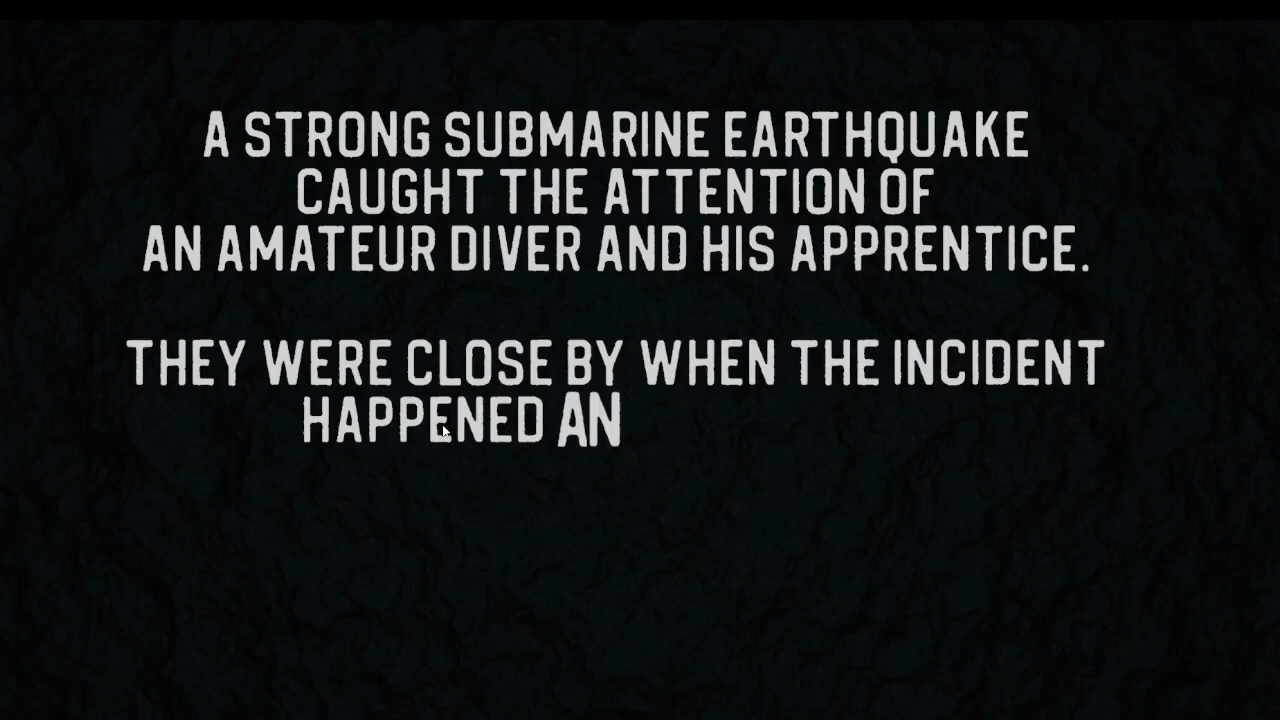 A STRONG SUBMARINE EARTHQUAKE
CAUGHT THE ATTENTION OF
AN AMATEUR DIVER AND HIS APPRENTICE.
THEY WERE CLOSE BY WHEN THE INCIDENT
HAPPENED AN